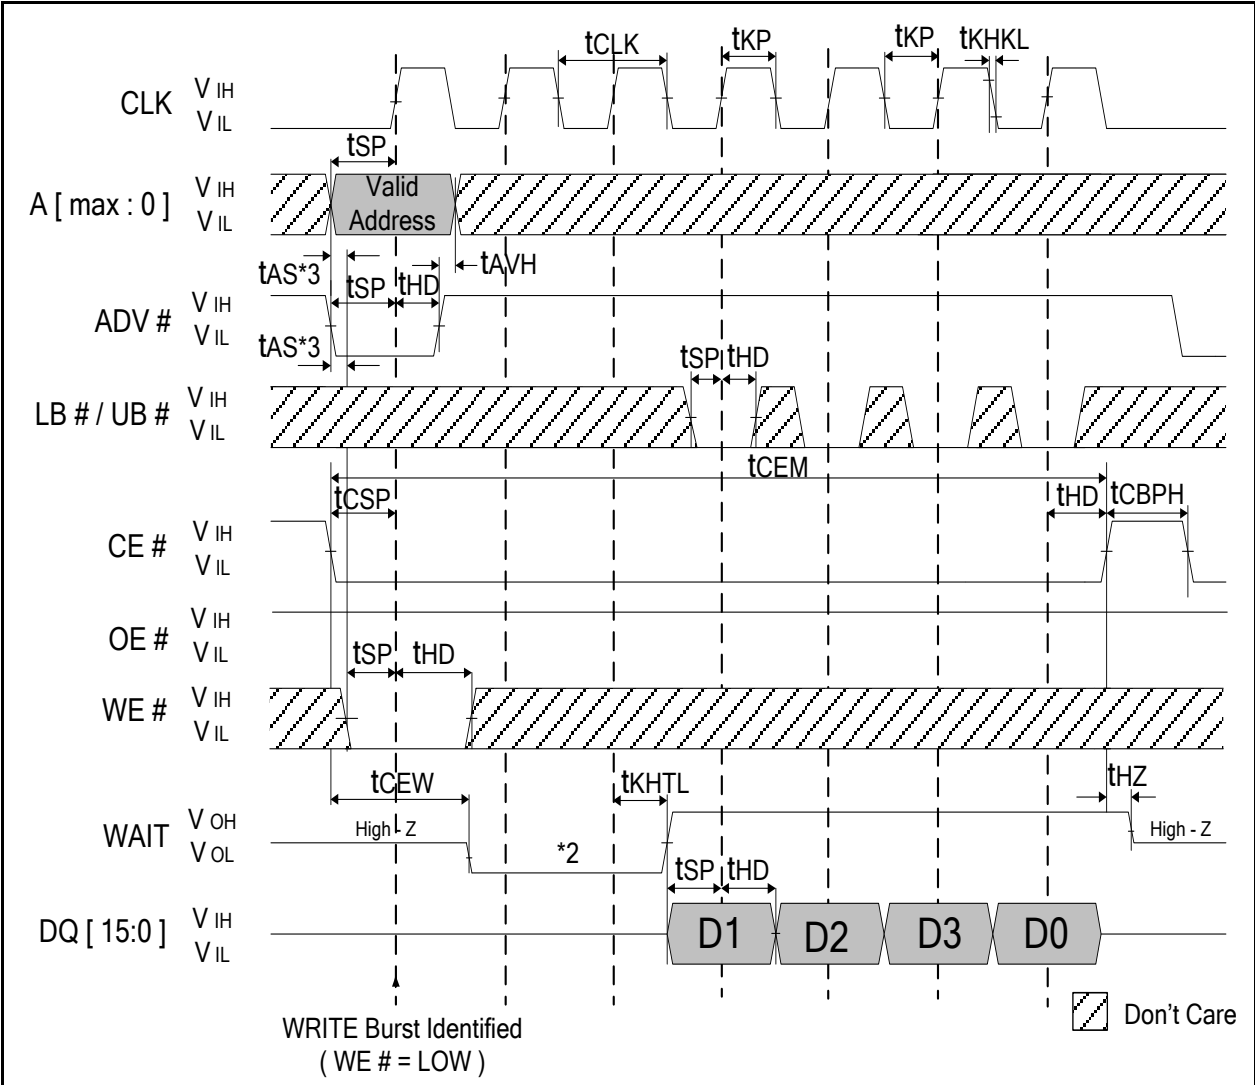 tCLK tKP tKP tKHKL
CLK V IH
V IL
tSP
A [ max : 0 ] V IH
V IL
Valid
Address
tAS*3 tSP tHD tAVH
ADV # V IH
V IL
tAS*3
tSP tHD
LB # / UB # V IH
V IL
tCEM
tCSP tHD tCBPH
CE # V IH
V IL
OE # V IH
V IL
tSP tHD
WE # V IH
V IL
tCEW tKHTL tHZ
WAIT V OH
V OL
High - Z *2 High - Z
tSP tHD
DQ [ 15:0 ] V IH
V IL
D1 D2 D3 D0
Don't Care
WRITE Burst Identified
( WE # = LOW )